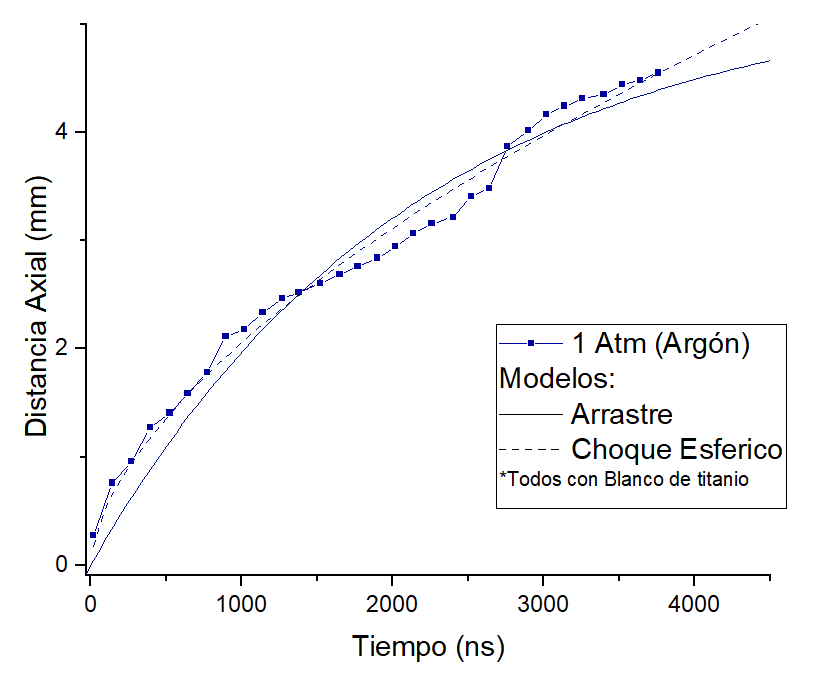 4
2
0
Distancia Axial (mm)
0 1000 2000 3000 4000
Tiempo (ns)
1 Atm (Argón)
Modelos:
Arrastre
Choque Esferico
*Todos con Blanco de titanio